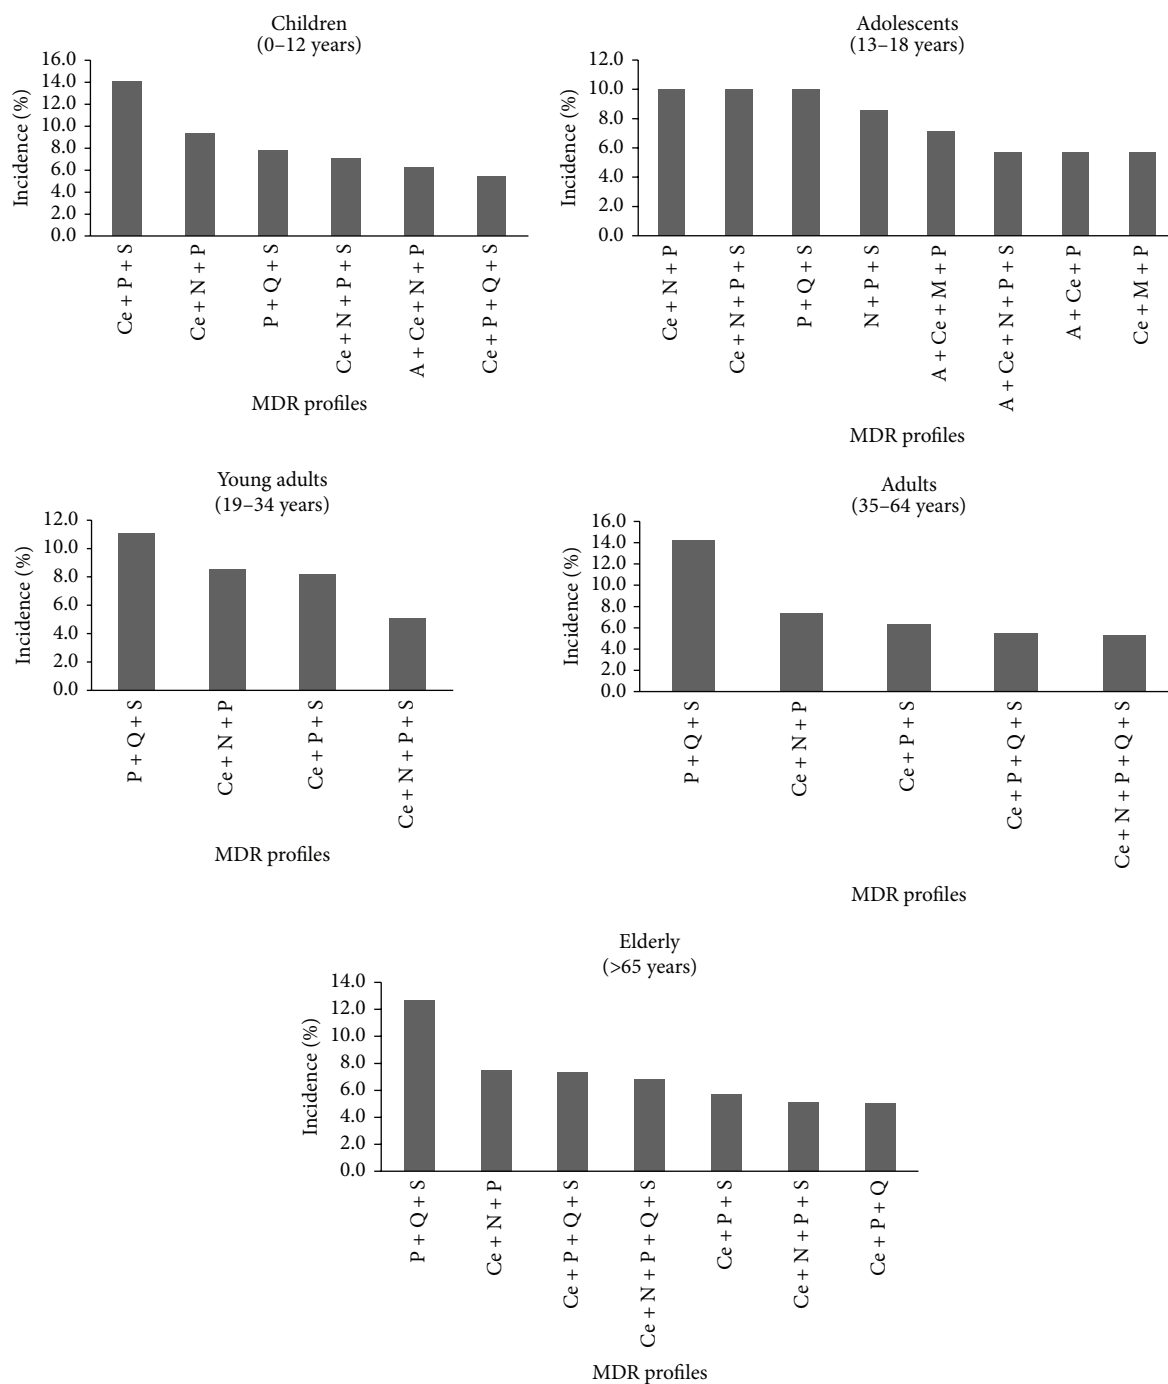 Children
(0–12 years)
Incidence (%)
16.0
14.0
12.0
10.0
8.0
6.0
4.0
2.0
0.0
Ce + P + S
Ce + N + P
P + Q + S
Ce + N + P + S
A + Ce + N + P
Ce + P + Q + S
MDR profiles
Adolescents
(13–18 years)
Incidence (%)
12.0
10.0
8.0
6.0
4.0
2.0
0.0
Ce + N + P
Ce + N + P + S
P + Q + S
N + P + S
A + Ce + M + P
A + Ce + N + P + S
A + Ce + P
Ce + M + P
MDR profiles
Young adults
(19–34 years)
Incidence (%)
12.0
10.0
8.0
6.0
4.0
2.0
0.0
P + Q + S
Ce + N + P
Ce + P + S
Ce + N + P + S
MDR profiles
Adults
(35–64 years)
Incidence (%)
16.0
14.0
12.0
10.0
8.0
6.0
4.0
2.0
0.0
P + Q + S
Ce + N + P
Ce + P + S
Ce + P + Q + S
Ce + N + P + Q + S
MDR profiles
Elderly
(>65 years)
Incidence (%)
14.0
12.0
10.0
8.0
6.0
4.0
2.0
0.0
P + Q + S
Ce + N + P
Ce + P + Q + S
Ce + N + P + Q + S
Ce + P + S
Ce + N + P + S
Ce + P + Q
MDR profiles